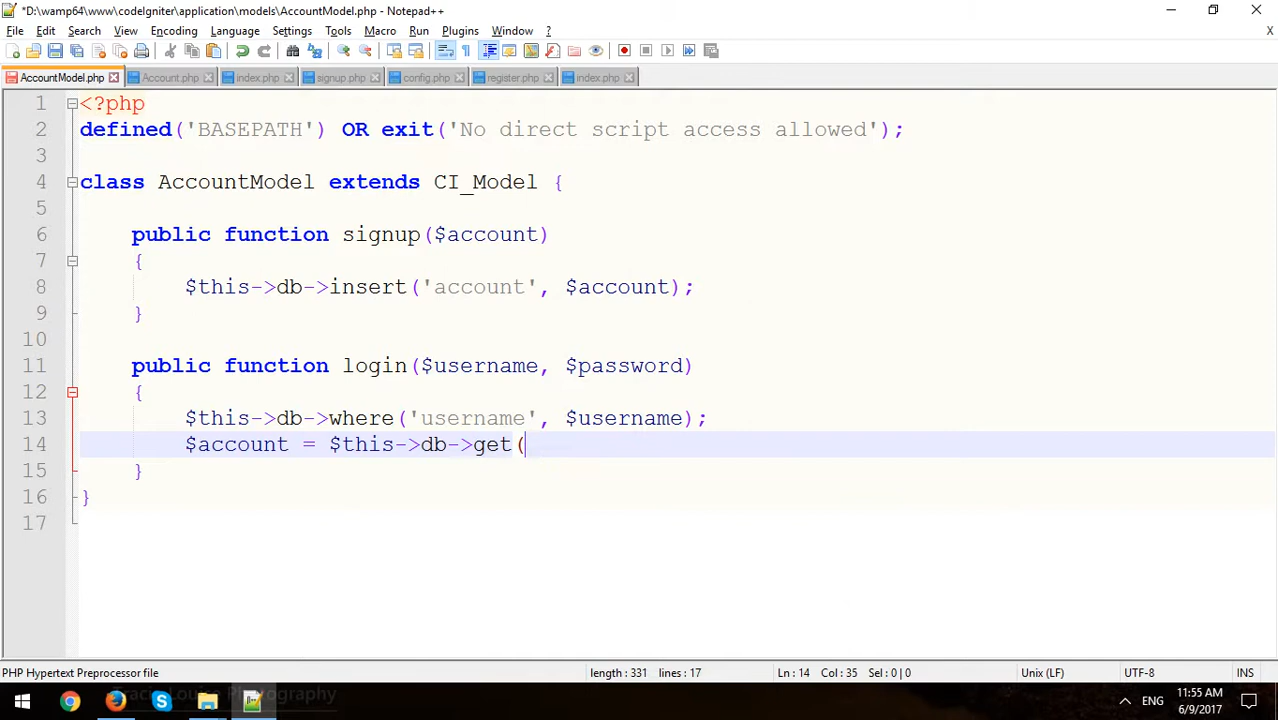 *D:\wamp64\www\codeIgniter\application\models\AccountModel.php - Notepad++
File Edit Search View Encoding Language Settings Tools Macro Run Plugins Window ?
X
AccountModel.php Account.php index.php signup.php config.php register.php index.php
1 <?php
2 defined('BASEPATH') OR exit('No direct script access allowed');
3
4 class AccountModel extends CI_Model {
5
6 public function signup($account)
7 {
8 $this->db->insert('account', $account);
9 }
10
11 public function login($username, $password)
12 {
13 $this->db->where('username', $username);
14 $account = $this->db->get(
15 }
16 }
17
PHP Hypertext Preprocessor file length : 331 lines : 17 Ln : 14 Col : 35 Sel : 0 | 0 Unix (LF) UTF-8 INS
Tracie Louise Photography
ENG
11:55 AM
6/9/2017